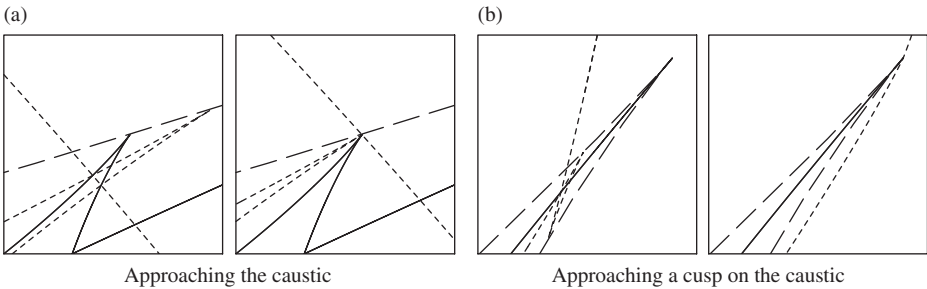 (a)
(b)
Approaching the caustic
Approaching a cusp on the caustic